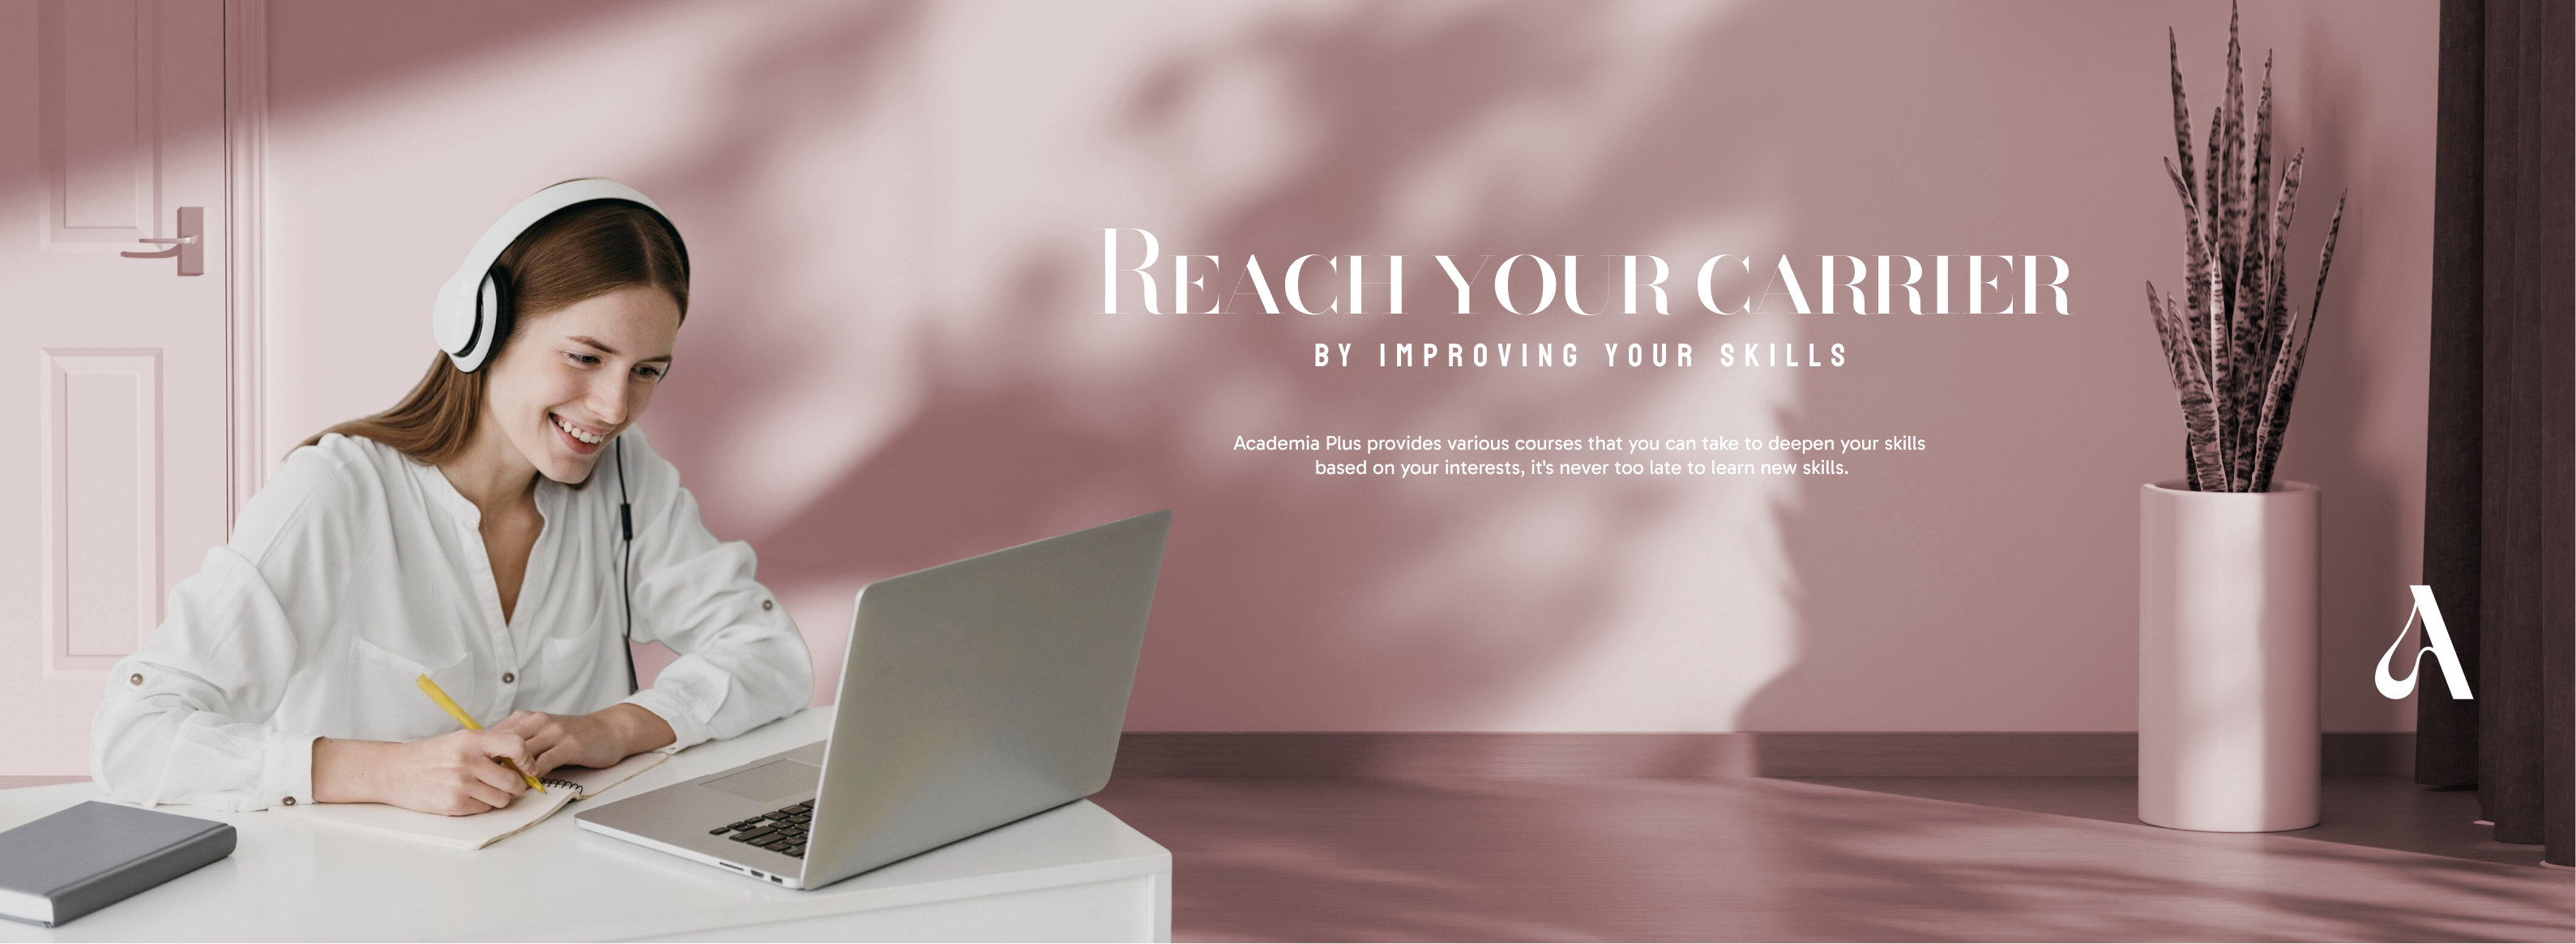 REACH YOUR CARRIER
BY IMPROVING YOUR SKILLS
Academia Plus provides various courses that you can take to deepen your skills
based on your interests, it's never too late to learn new skills.
A